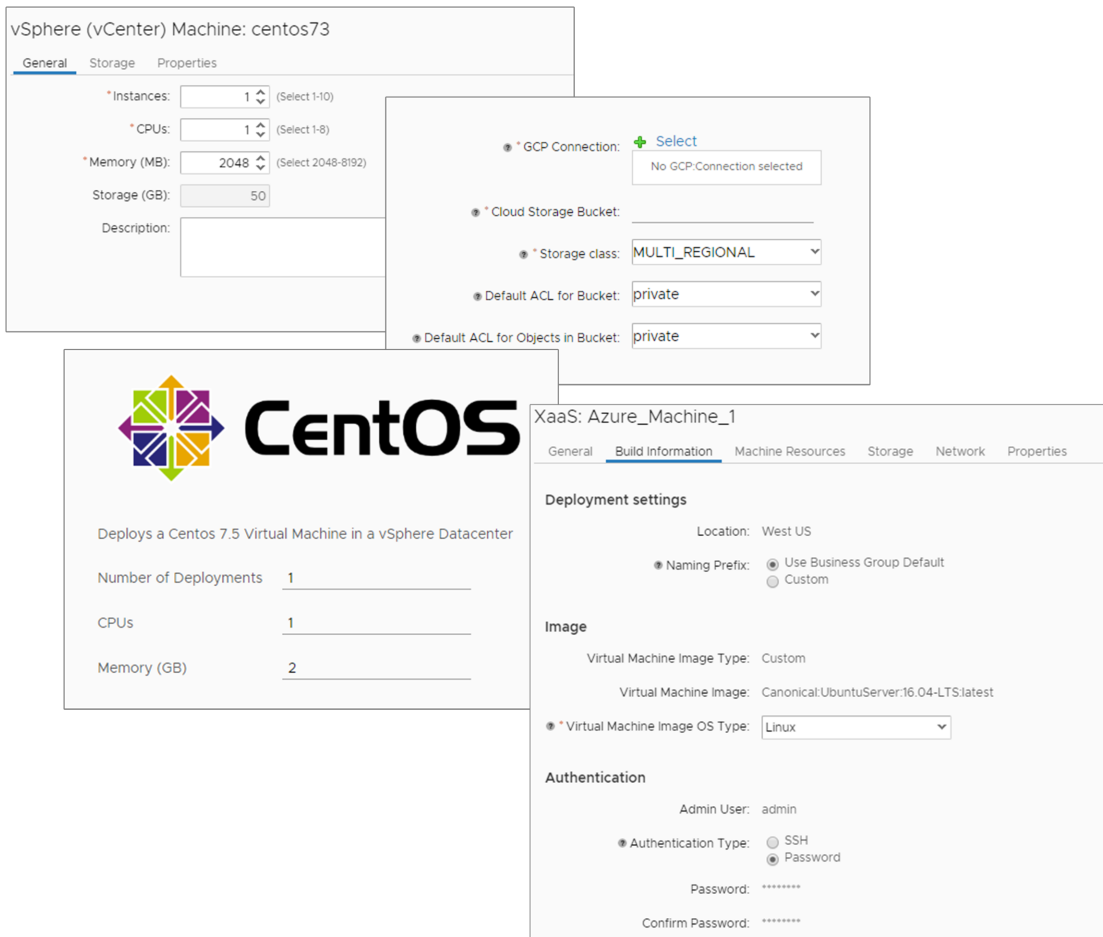 vSphere (vCenter) Machine: centos73
General Storage Properties
* Instances: 1 (Select 1-10)
* CPUs: 1 (Select 1-8)
* Memory (MB): 2048 (Select 2048-8192)
Storage (GB): 50
Description:
* GCP Connection: Select
No GCP:Connection selected
* Cloud Storage Bucket:
* Storage class: MULTI_REGIONAL
Default ACL for Bucket: private
Default ACL for Objects in Bucket: private
CentOS
Deploys a Centos 7.5 Virtual Machine in a vSphere Datacenter
Number of Deployments 1
CPUs 1
Memory (GB) 2
XaaS: Azure_Machine_1
General Build Information Machine Resources Storage Network Properties
Deployment settings
Location: West US
Naming Prefix: Use Business Group Default
Custom
Image
Virtual Machine Image Type: Custom
Virtual Machine Image: Canonical:UbuntuServer:16.04-LTS:latest
* Virtual Machine Image OS Type: Linux
Authentication
Admin User: admin
Authentication Type: SSH
Password
Password: ********
Confirm Password: ********